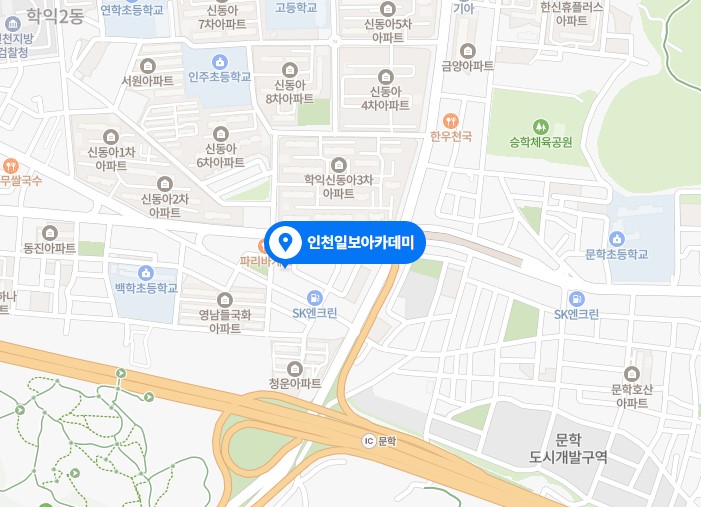 연학초등학교
신동아
7차아파트
고등학교
신동아5차
아파트
기아
한신휴플러스
아파트
학익2동
인천지방
검찰청
서원아파트
인주초등학교
신동아
8차아파트
신동아
4차아파트
금양아파트
한우천국
승학체육공원
신동아1차
아파트
신동아
6차아파트
학익신동아3차
아파트
무쌀국수
신동아2차
아파트
동진아파트
인천일보아카데미
문학초등학교
백학초등학교
영남들국화
아파트
SK엔크린
SK엔크린
하나
청운아파트
문학호산
아파트
IC 문학
문학
도시개발구역